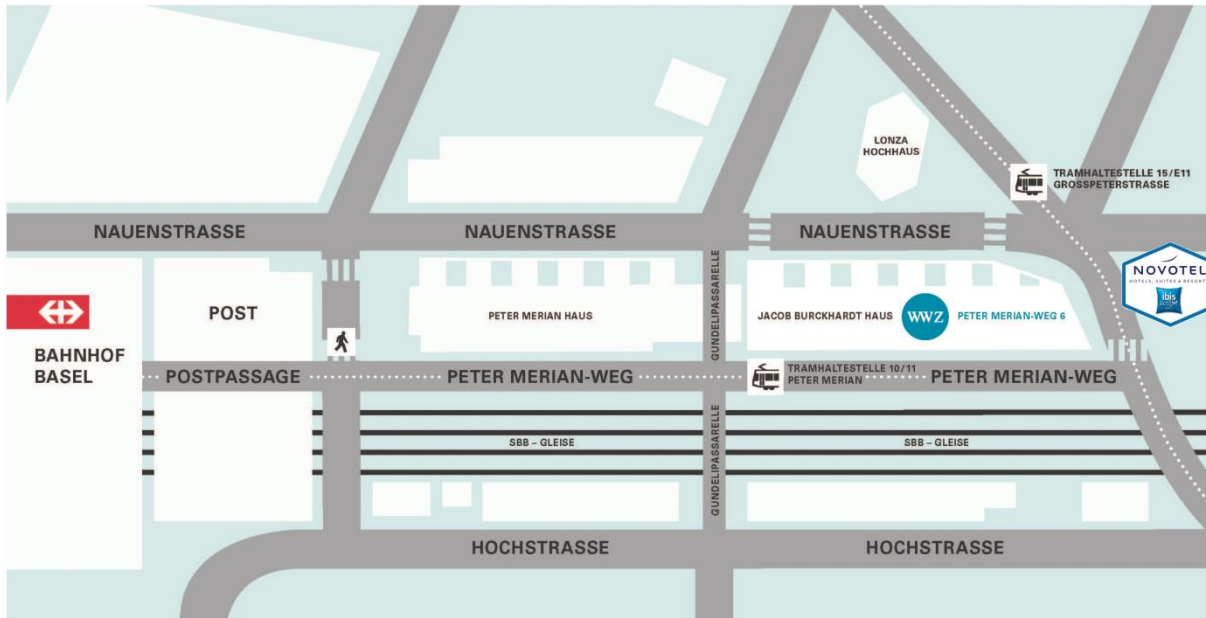 LONZA
HOCHHAUS
TRAMHALTESTELLE 15/E11
GROSSPETERSTRASSE
NAUENSTRASSE
NAUENSTRASSE
NAUENSTRASSE
NOVOTEL
HOTELS, SUITES & RESORTS
ibis
POST
GUNDELIPASSARELLE
PETER MERIAN HAUS
JACOB BURCKHARDT HAUS
WWZ
PETER MERIAN-WEG 6
BAHNHOF
BASEL
POSTPASSAGE
PETER MERIAN-WEG
TRAMHALTESTELLE 10/11
PETER MERIAN
PETER MERIAN-WEG
SBB – GLEISE
SBB – GLEISE
GUNDELIPASSARELLE
HOCHSTRASSE
HOCHSTRASSE